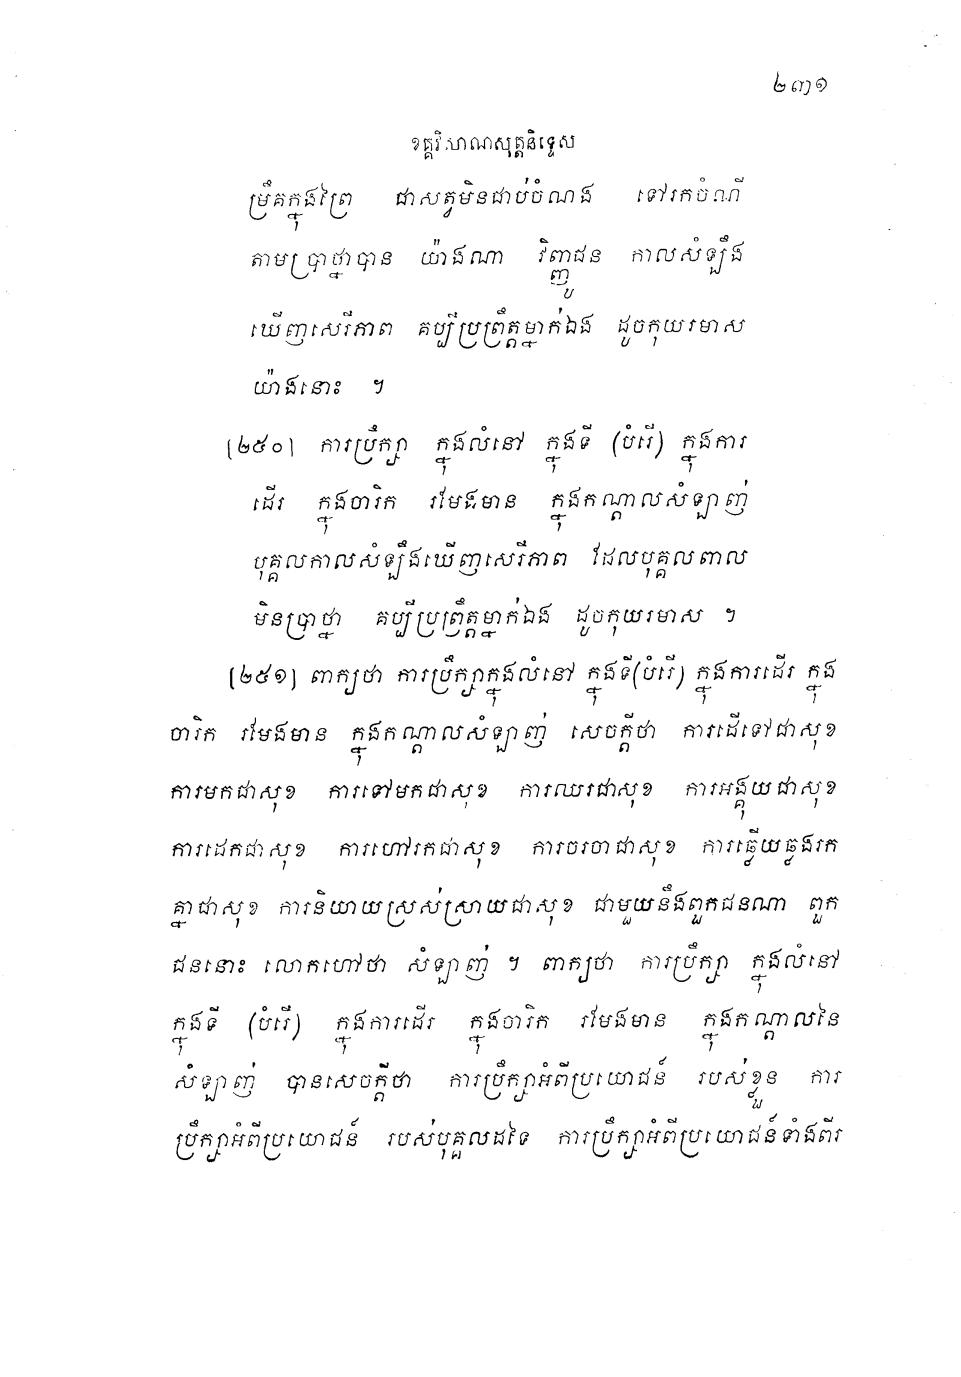 ២៣១
ខគ្គវិសាណសុត្តនិទ្ទេស
ម្រឹគក្នុងព្រៃ ជាសត្វមិនជាប់ចំណង ទៅរកចំណី
តាមប្រាថ្នាបាន យ៉ាងណា វិញ្ញូជន កាលសំឡឹង
ឃើញសេរីភាព គប្បីប្រព្រឹត្តម្នាក់ឯង ដូចកុយរមាស
យ៉ាងនោះ ។
[២៥០] ការប្រឹក្សា ក្នុងលំនៅ ក្នុងទី (បំរើ) ក្នុងការ
ដើរ ក្នុងចារិក រមែងមាន ក្នុងកណ្តាលសំឡាញ់
បុគ្គលកាលសំឡឹងឃើញសេរីភាព ដែលបុគ្គលពាល
មិនប្រាថ្នា គប្បីប្រព្រឹត្តម្នាក់ឯង ដូចកុយរមាស ។
[២៥១] ពាក្យថា ការប្រឹក្សាក្នុងលំនៅ ក្នុងទី(បំរើ) ក្នុងការដើរ ក្នុង
ចារិក រមែងមាន ក្នុងកណ្តាលសំឡាញ់ សេចក្តីថា ការដើទៅជាសុខ
ការមកជាសុខ ការទៅមកជាសុខ ការឈរជាសុខ ការអង្គុយជាសុខ
ការដេកជាសុខ ការហៅរកជាសុខ ការចរចាជាសុខ ការឆ្លើយឆ្លងរក
គ្នាជាសុខ ការនិយាយស្រស់ស្រាយជាសុខ ជាមួយនឹងពួកជនណា ពួក
ជននោះ លោកហៅថា សំឡាញ់ ។ ពាក្យថា ការប្រឹក្សា ក្នុងលំនៅ
ក្នុងទី (បំរើ) ក្នុងការដើរ ក្នុងចារិក រមែងមាន ក្នុងកណ្តាលនៃ
សំឡាញ់ បានសេចក្តីថា ការប្រឹក្សាអំពីប្រយោជន៍ របស់ខ្លួន ការ
ប្រឹក្សាអំពីប្រយោជន៍ របស់បុគ្គលដទៃ ការប្រឹក្សាអំពីប្រយោជន៍ទាំងពីរ